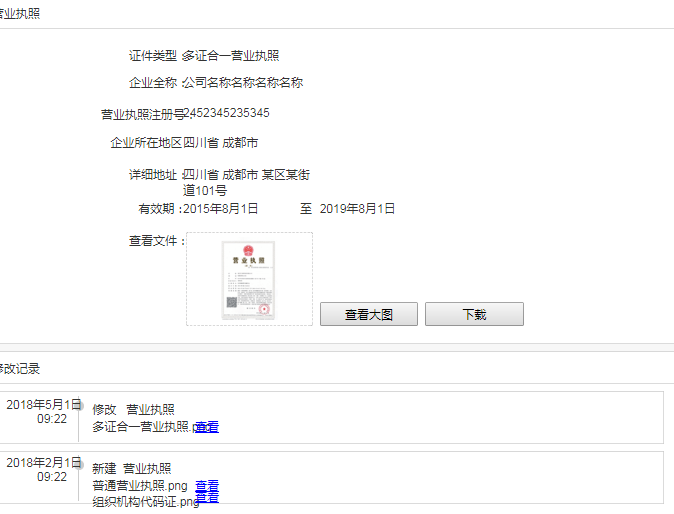 营业执照
证件类型：多证合一营业执照
企业全称：公司名称名称名称名称
营业执照注册号：2452345235345
企业所在地区 四川省 成都市
详细地址：四川省 成都市 某区某街
道101号
有效期：2015年8月1日 至 2019年8月1日
查看文件：
营业执照
查看大图 下载
修改记录
2018年5月1日
09:22
修改 营业执照
多证合一营业执照.png 查看
2018年2月1日
09:22
新建 营业执照
普通营业执照.png 查看
组织机构代码证.png 查看